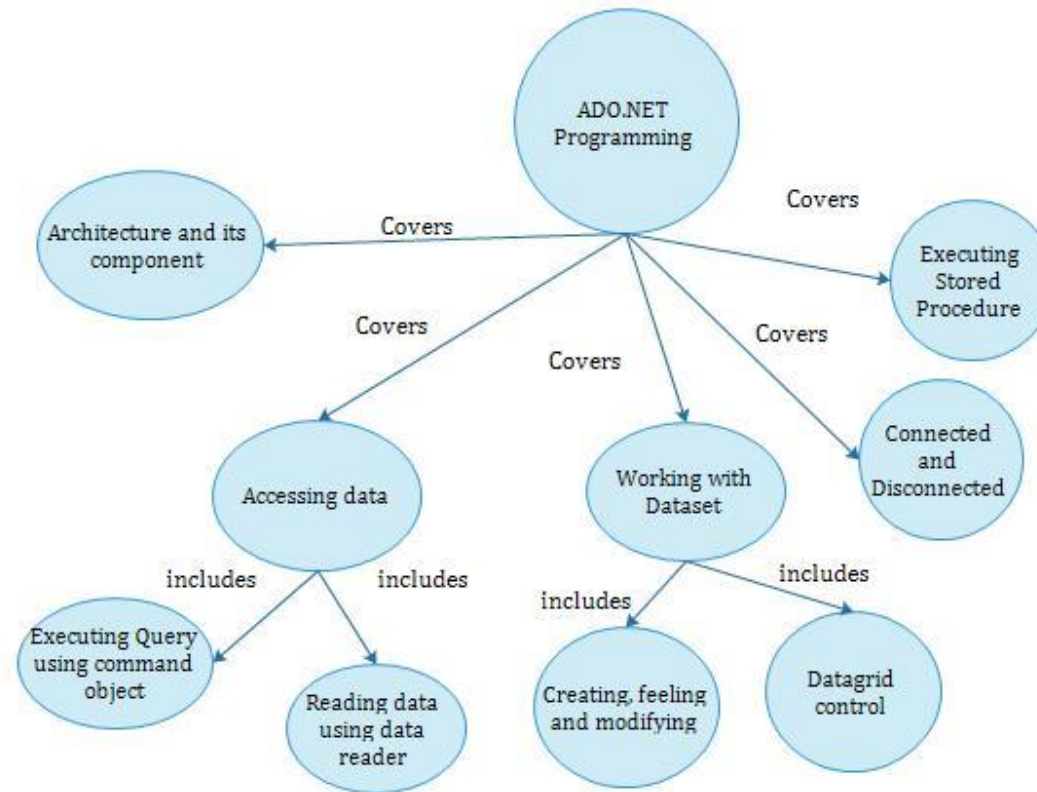 ADO.NET
Programming
Covers
Architecture and its
component
Covers
Executing
Stored
Procedure
Covers
Covers
Covers
Connected
and
Disconnected
Accessing data
Working with
Dataset
includes
includes
includes
includes
Executing Query
using command
object
Reading data
using data
reader
Creating, feeling
and modifying
Datagrid
control